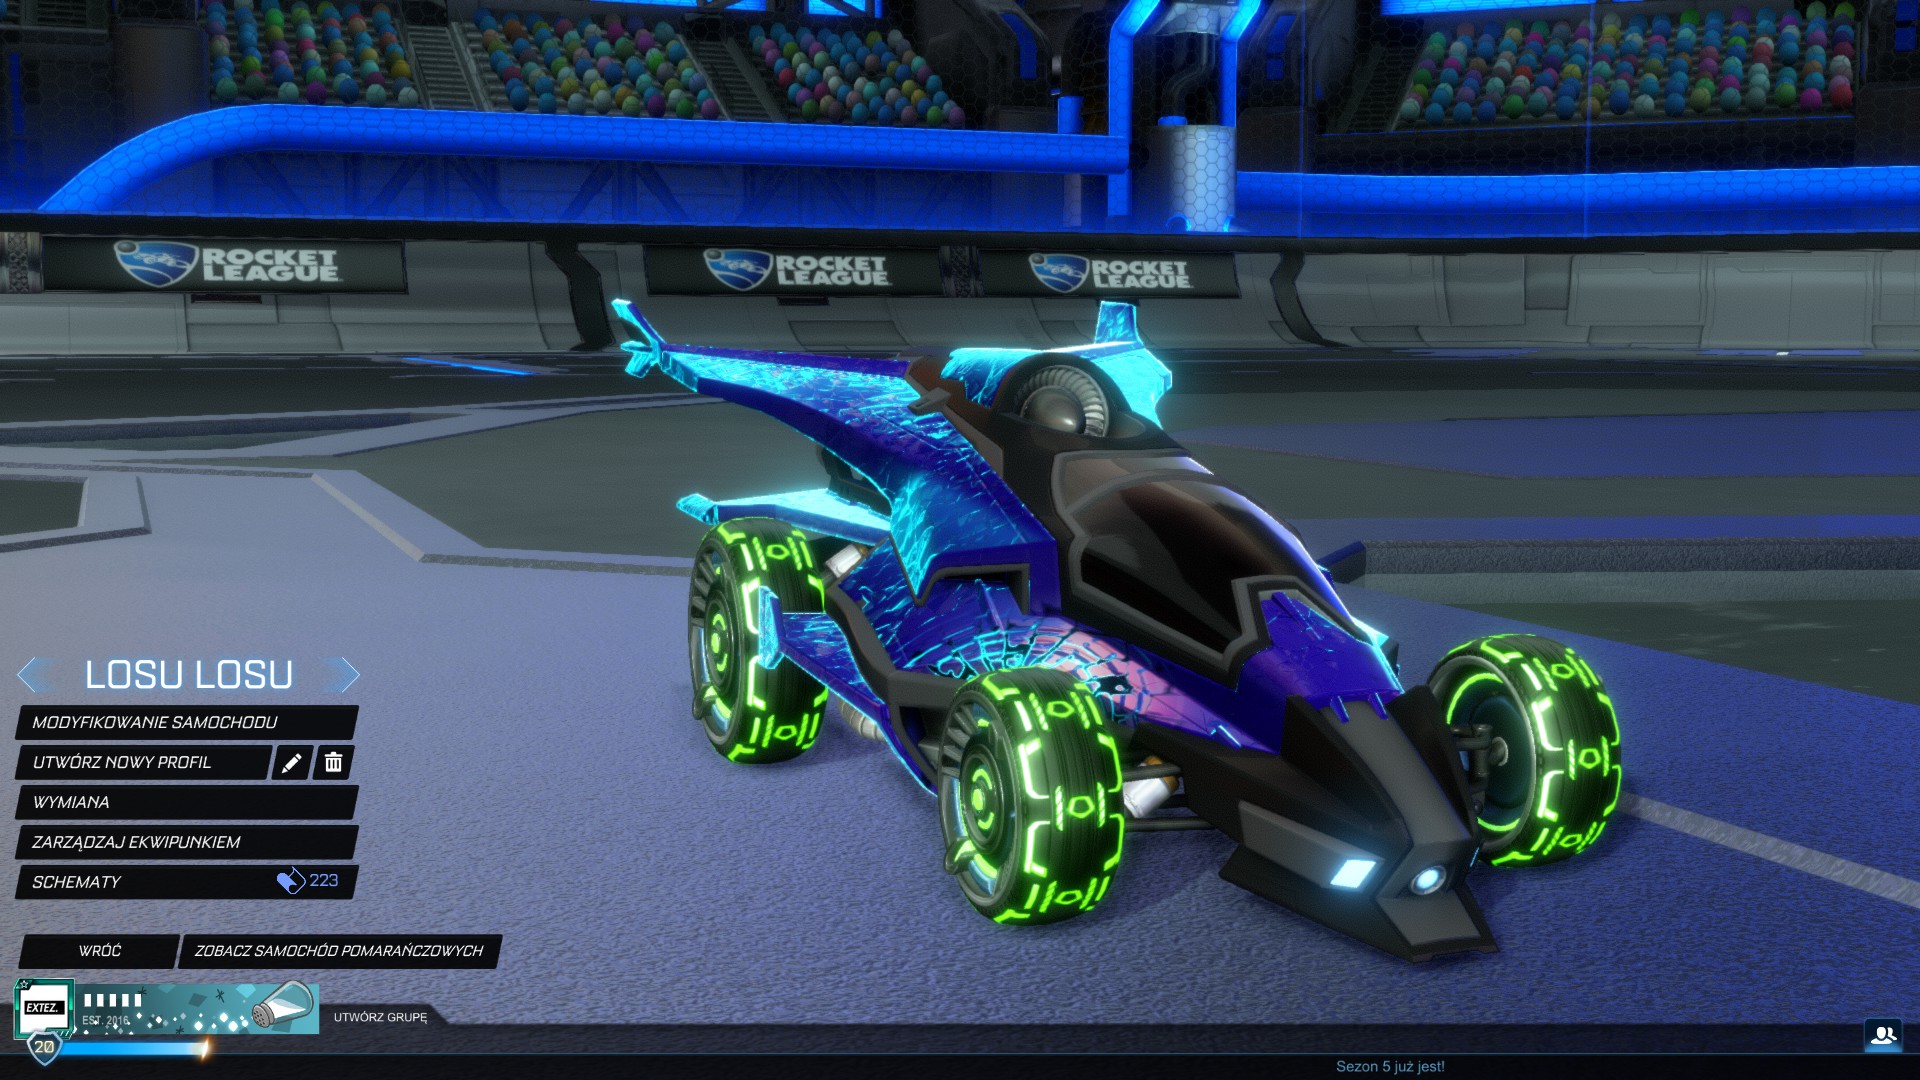 ROCKET
LEAGUE
ROCKET
LEAGUE
ROCKET
LEAGUE
LOSU LOSU
MODYFIKOWANIE SAMOCHODU
UTWÓRZ NOWY PROFIL
WYMIANA
ZARZĄDZAJ EKWIPUNKIEM
SCHEMATY 223
WRÓĆ ZOBACZ SAMOCHÓD POMARAŃCZOWYCH
EXTEZ.
EST. 2016
UTWÓRZ GRUPĘ
20
Sezon 5 już jest!